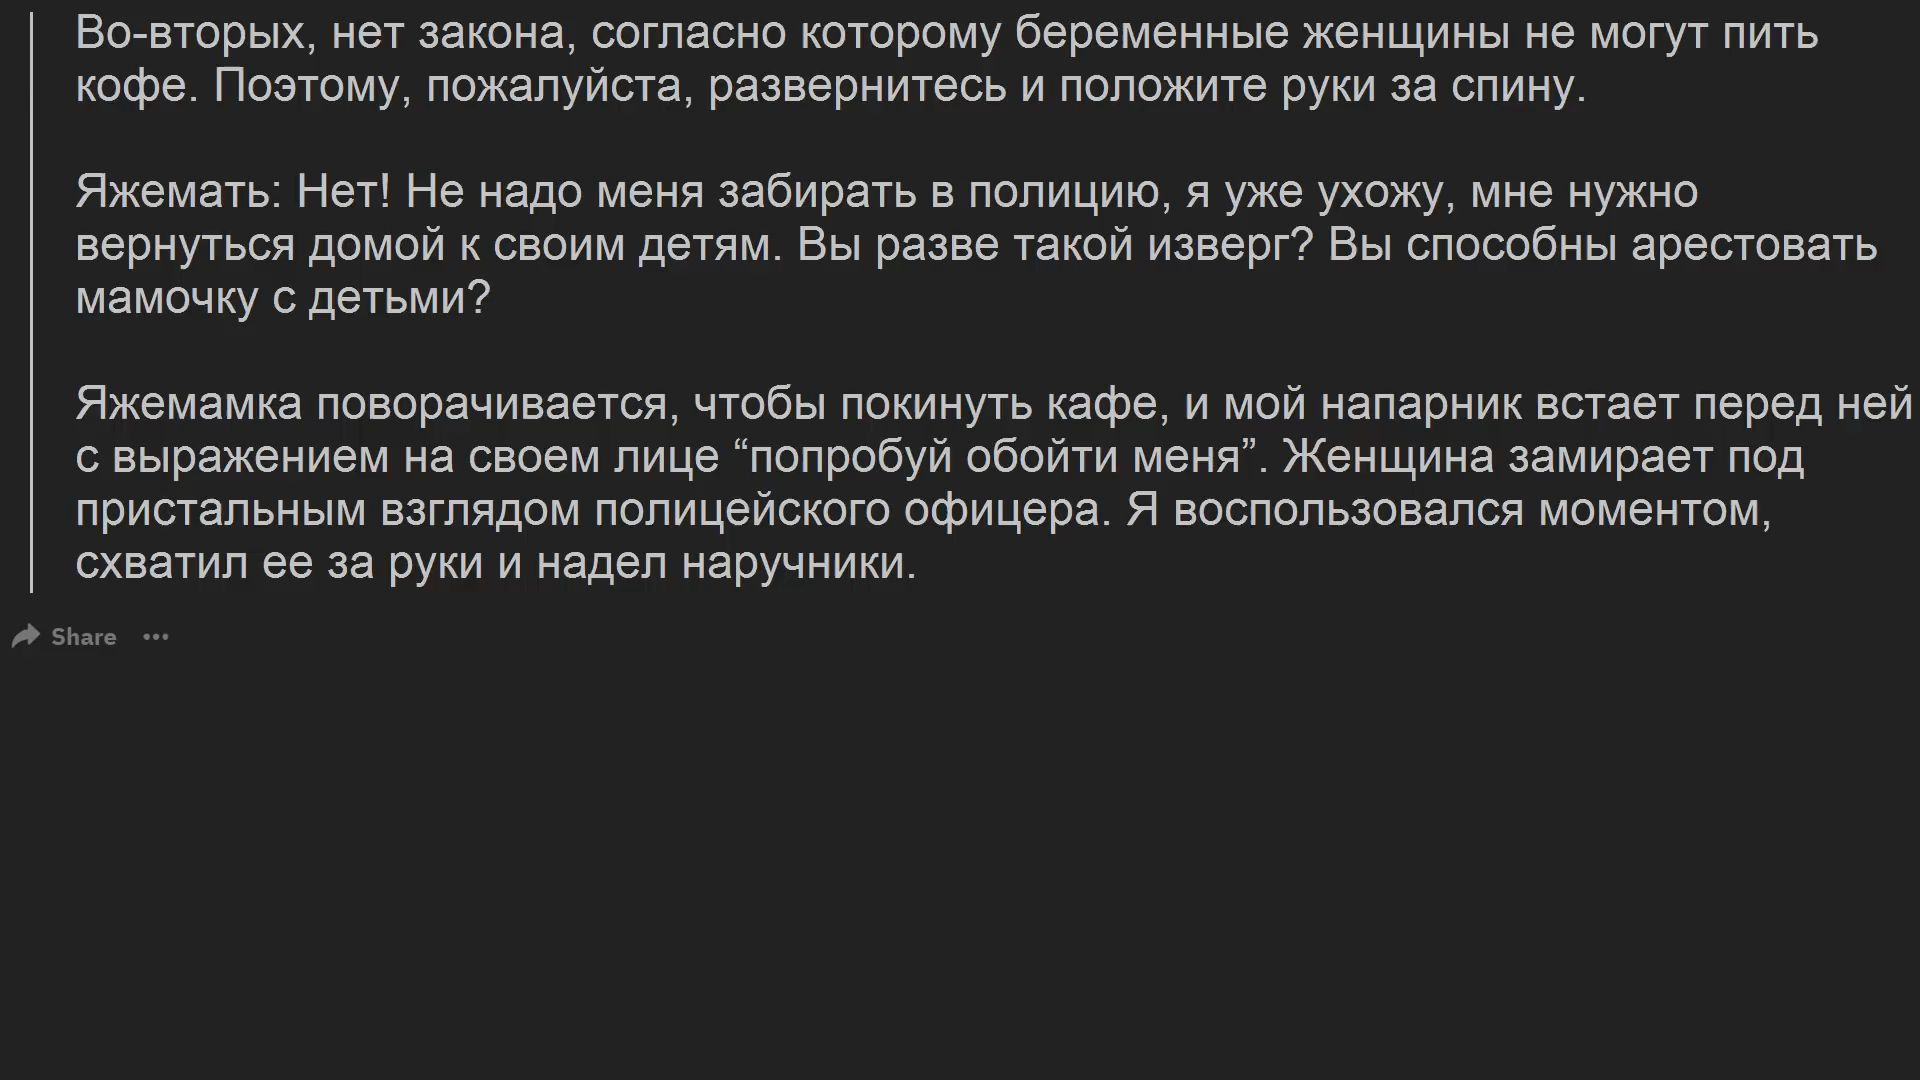 Во-вторых, нет закона, согласно которому беременные женщины не могут пить
кофе. Поэтому, пожалуйста, развернитесь и положите руки за спину.
Яжемать: Нет! Не надо меня забирать в полицию, я уже ухожу, мне нужно
вернуться домой к своим детям. Вы разве такой изверг? Вы способны арестовать
мамочку с детьми?
Яжемамка поворачивается, чтобы покинуть кафе, и мой напарник встает перед ней
с выражением на своем лице “попробуй обойти меня”. Женщина замирает под
пристальным взглядом полицейского офицера. Я воспользовался моментом,
схватил ее за руки и надел наручники.
Share ···